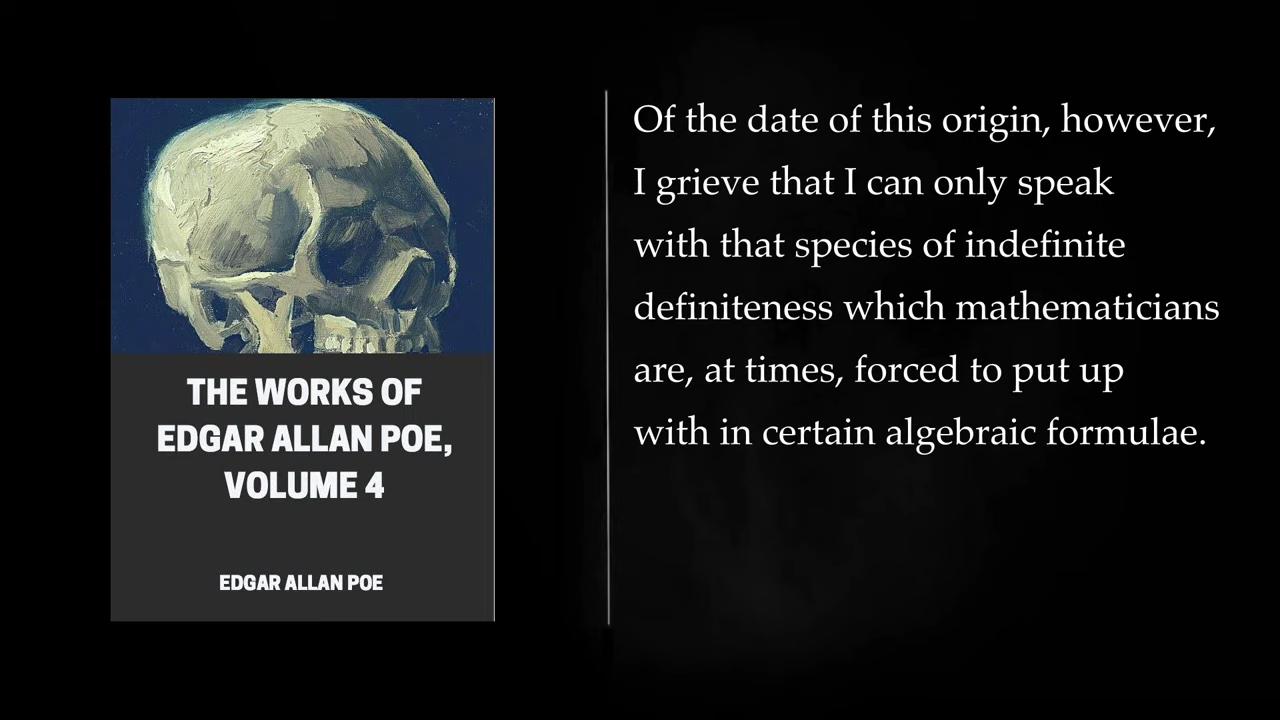 THE WORKS OF
EDGAR ALLAN POE,
VOLUME 4
EDGAR ALLAN POE
Of the date of this origin, however,
I grieve that I can only speak
with that species of indefinite
definiteness which mathematicians
are, at times, forced to put up
with in certain algebraic formulae.